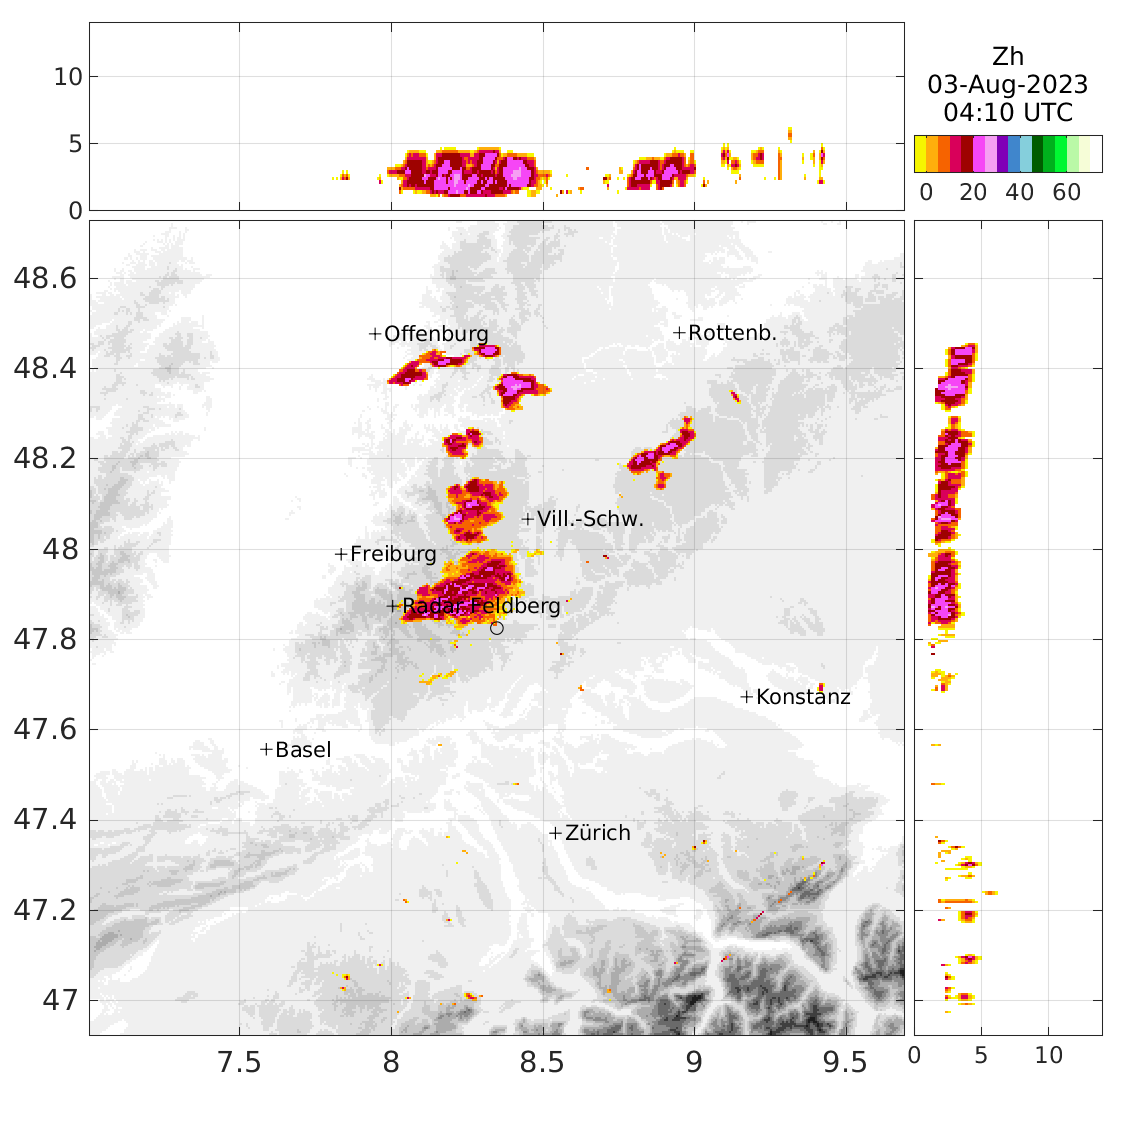 Zh
03-Aug-2023
04:10 UTC
0 20 40 60
10
5
0
48.6
48.4
48.2
48
47.8
47.6
47.4
47.2
47
+Offenburg
+Rottenb.
+Vill.-Schw.
+Freiburg
+Radar Feldberg
+Konstanz
+Basel
+Zürich
7.5 8 8.5 9 9.5
0 5 10